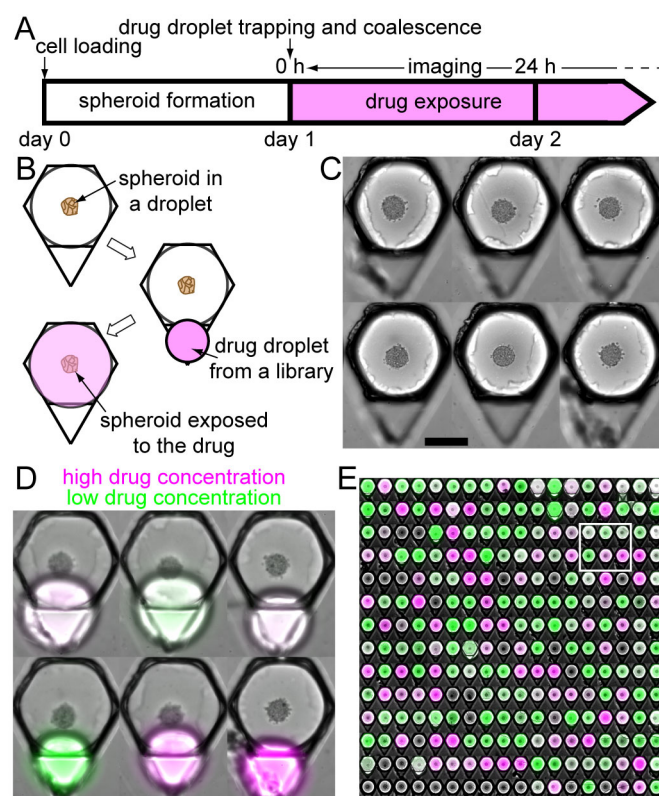 A
drug droplet trapping and coalescence
cell loading
0 h
imaging
24 h
spheroid formation
drug exposure
day 0
day 1
day 2
B
spheroid in
a droplet
drug droplet
from a library
spheroid exposed
to the drug
C
D
high drug concentration
low drug concentration
E